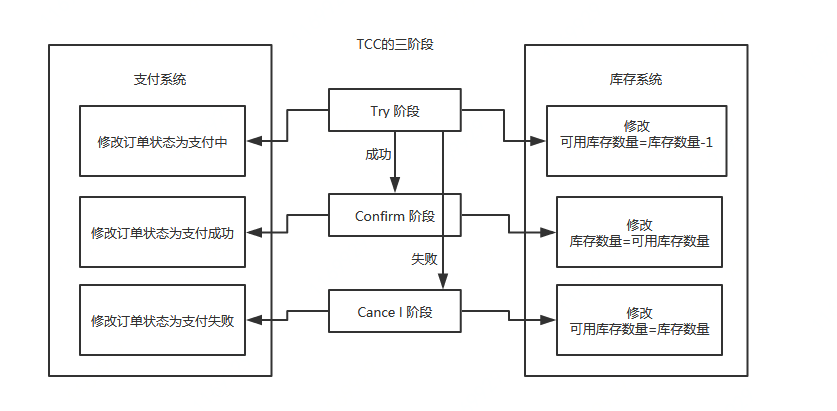 TCC的三阶段
支付系统
库存系统
Try 阶段
修改订单状态为支付中
修改
可用库存数量=库存数量-1
成功
Confirm 阶段
修改订单状态为支付成功
修改
库存数量=可用库存数量
失败
Cance l 阶段
修改订单状态为支付失败
修改
可用库存数量=库存数量